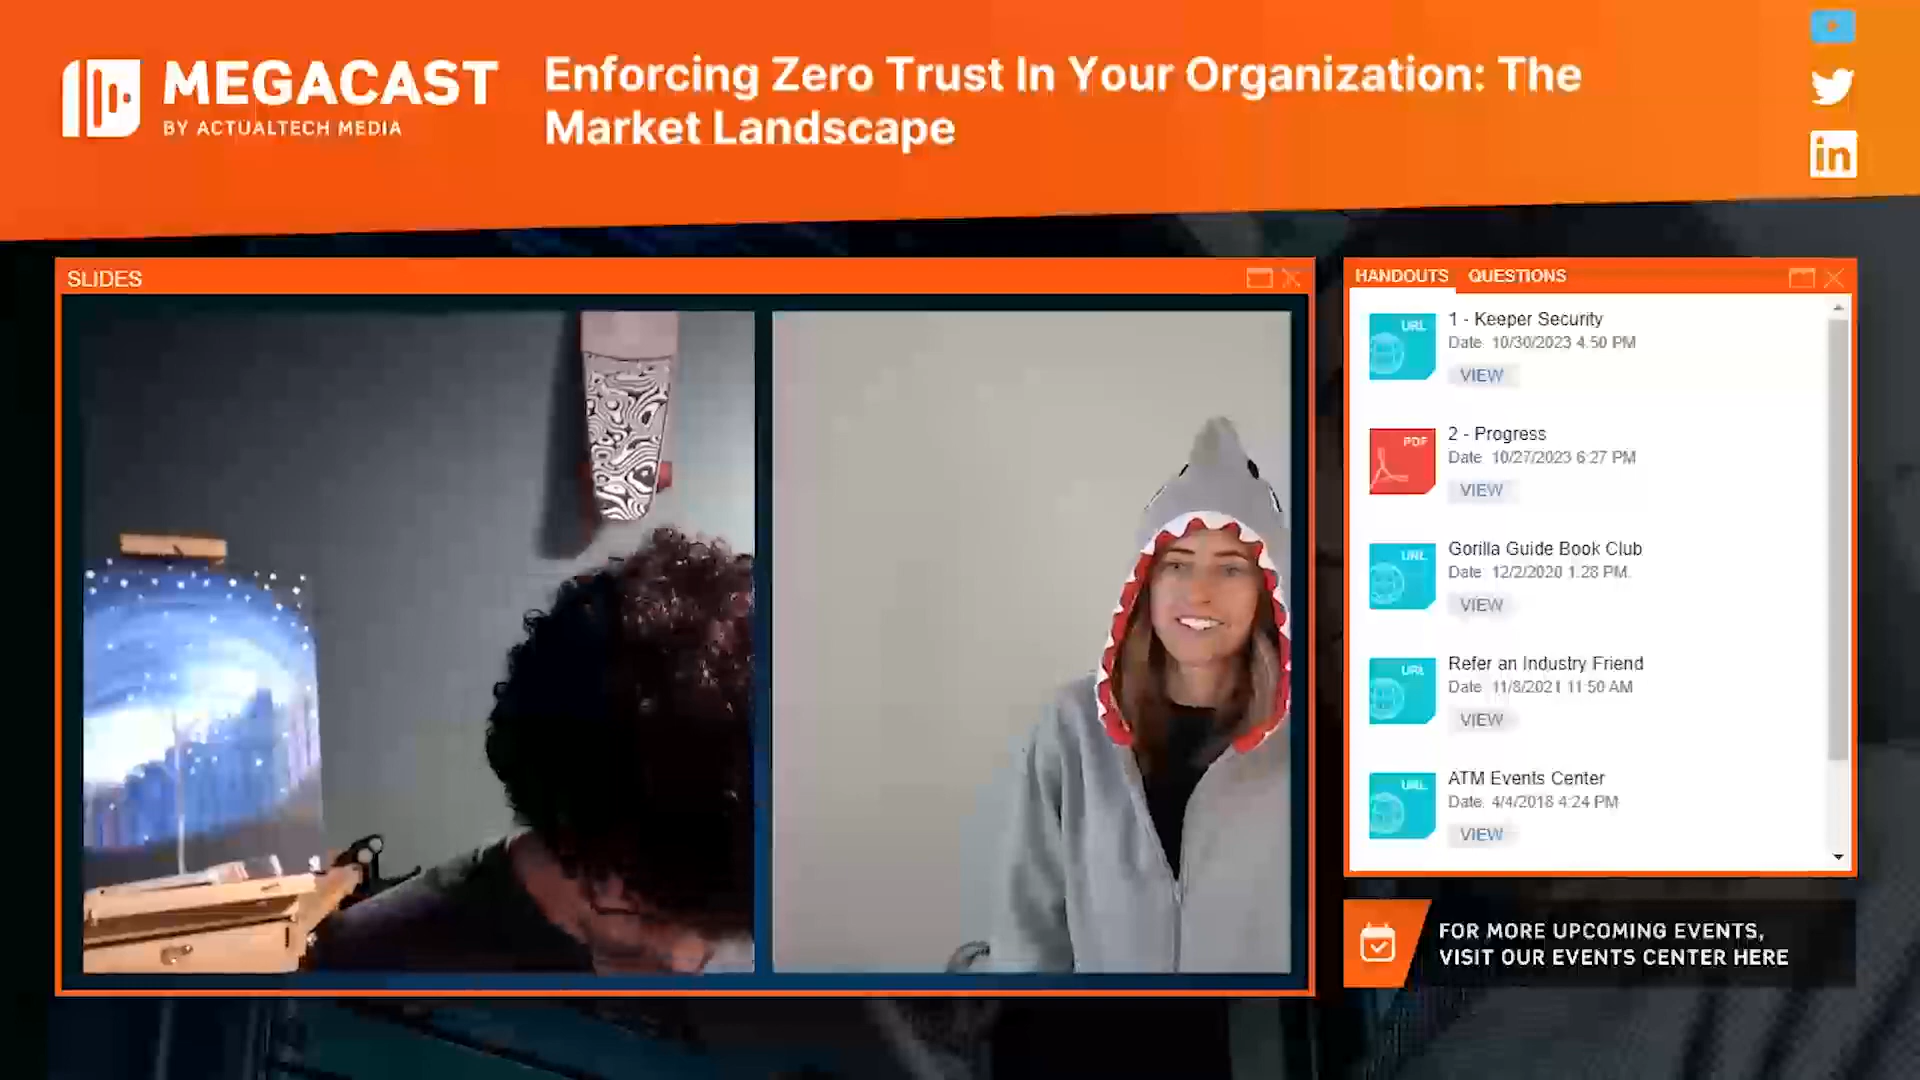 MEGACAST
BY ACTUALTECH MEDIA
Enforcing Zero Trust In Your Organization: The
Market Landscape
in
SLIDES
HANDOUTS QUESTIONS
URL
1 - Keeper Security
Date 10/30/2023 4:50 PM
VIEW
PDF
2 - Progress
Date 10/27/2023 6:27 PM
VIEW
URL
Gorilla Guide Book Club
Date 12/2/2020 1:28 PM
VIEW
URL
Refer an Industry Friend
Date 11/8/2021 11:50 AM
VIEW
URL
ATM Events Center
Date 4/4/2018 4:24 PM
VIEW
FOR MORE UPCOMING EVENTS,
VISIT OUR EVENTS CENTER HERE